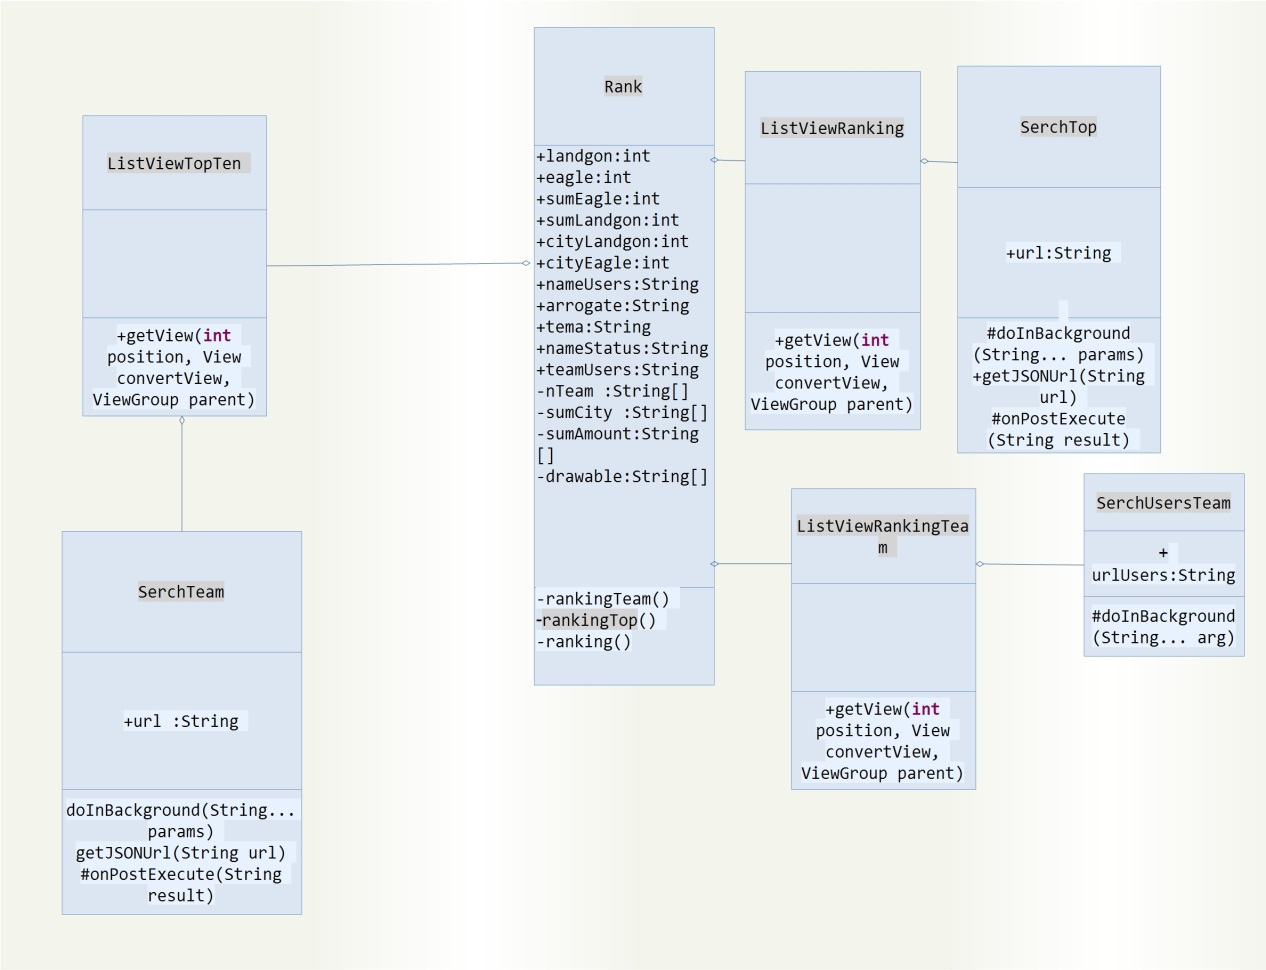 ListViewTopTen
+getView(int
position, View
convertView,
ViewGroup parent)
SerchTeam
+url :String
doInBackground(String...
params)
getJSONUrl(String url)
#onPostExecute(String
result)
Rank
+landgon:int
+eagle:int
+sumEagle:int
+sumLandgon:int
+cityLandgon:int
+cityEagle:int
+nameUsers:String
+arrogate:String
+tema:String
+nameStatus:String
+teamUsers:String
-nTeam :String[]
-sumCity :String[]
-sumAmount:String
[]
-drawable:String[]
-rankingTeam()
-rankingTop()
-ranking()
ListViewRanking
+getView(int
position, View
convertView,
ViewGroup parent)
SerchTop
+url:String
#doInBackground
(String... params)
+getJSONUrl(String
url)
#onPostExecute
(String result)
ListViewRankingTea
m
+getView(int
position, View
convertView,
ViewGroup parent)
SerchUsersTeam
+
urlUsers:String
#doInBackground
(String... arg)